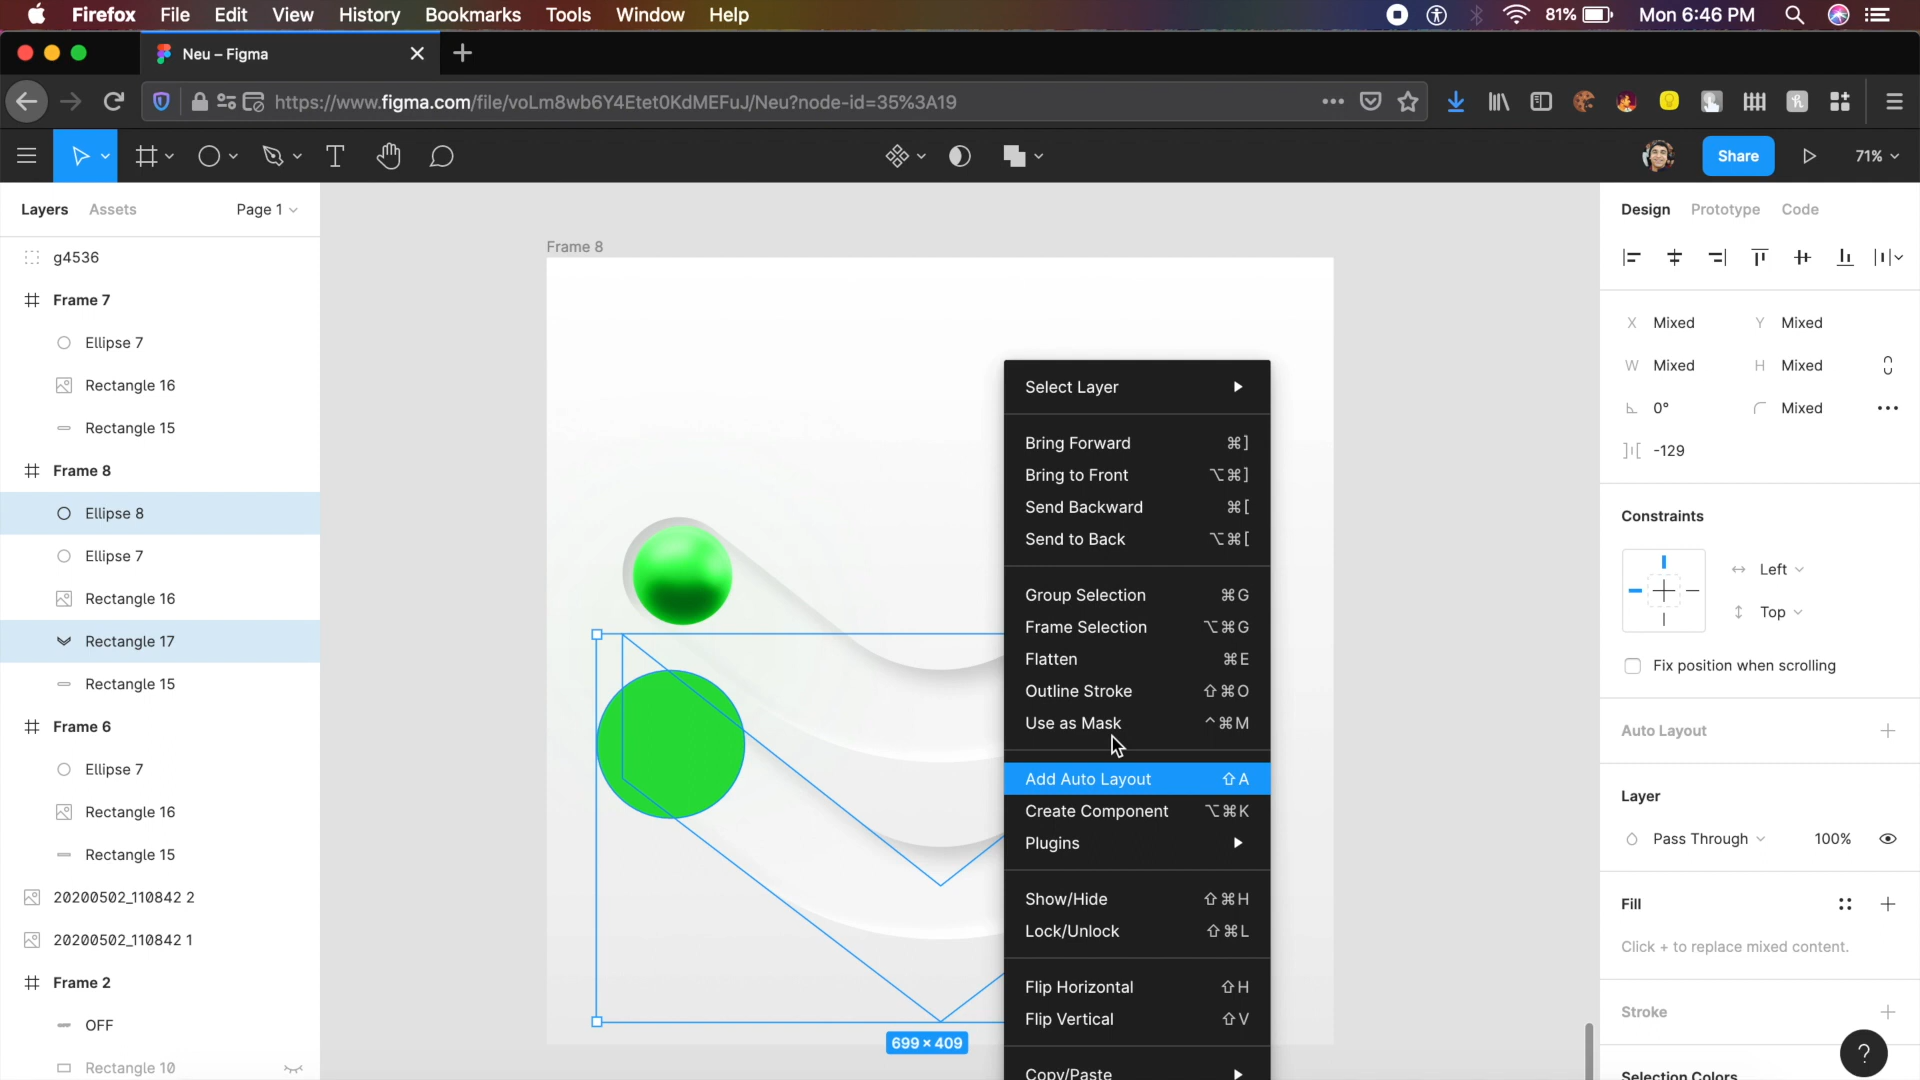 Firefox File Edit View History Bookmarks Tools Window Help 81% Mon 6:46 PM
Neu – Figma
https://www.figma.com/file/voLm8wb6Y4Etet0KdMEFuJ/Neu?node-id=35%3A19
Share 71%
Layers Assets Page 1
g4536
Frame 7
Ellipse 7
Rectangle 16
Rectangle 15
Frame 8
Ellipse 8
Ellipse 7
Rectangle 16
Rectangle 17
Rectangle 15
Frame 6
Ellipse 7
Rectangle 16
Rectangle 15
20200502_110842 2
20200502_110842 1
Frame 2
OFF
Rectangle 10
Frame 8
699 × 409
Select Layer
Bring Forward ⌘]
Bring to Front ⌥⌘]
Send Backward ⌘[
Send to Back ⌥⌘[
Group Selection ⌘G
Frame Selection ⌥⌘G
Flatten ⌘E
Outline Stroke ⇧⌘O
Use as Mask ^⌘M
Add Auto Layout ⇧A
Create Component ⌥⌘K
Plugins
Show/Hide ⇧⌘H
Lock/Unlock ⇧⌘L
Flip Horizontal ⇧H
Flip Vertical ⇧V
Copy/Paste
Design Prototype Code
X Mixed Y Mixed
W Mixed H Mixed
0° Mixed
-129
Constraints
Left
Top
Fix position when scrolling
Auto Layout
Layer
Pass Through 100%
Fill
Click + to replace mixed content.
Stroke
?
Selection Colors